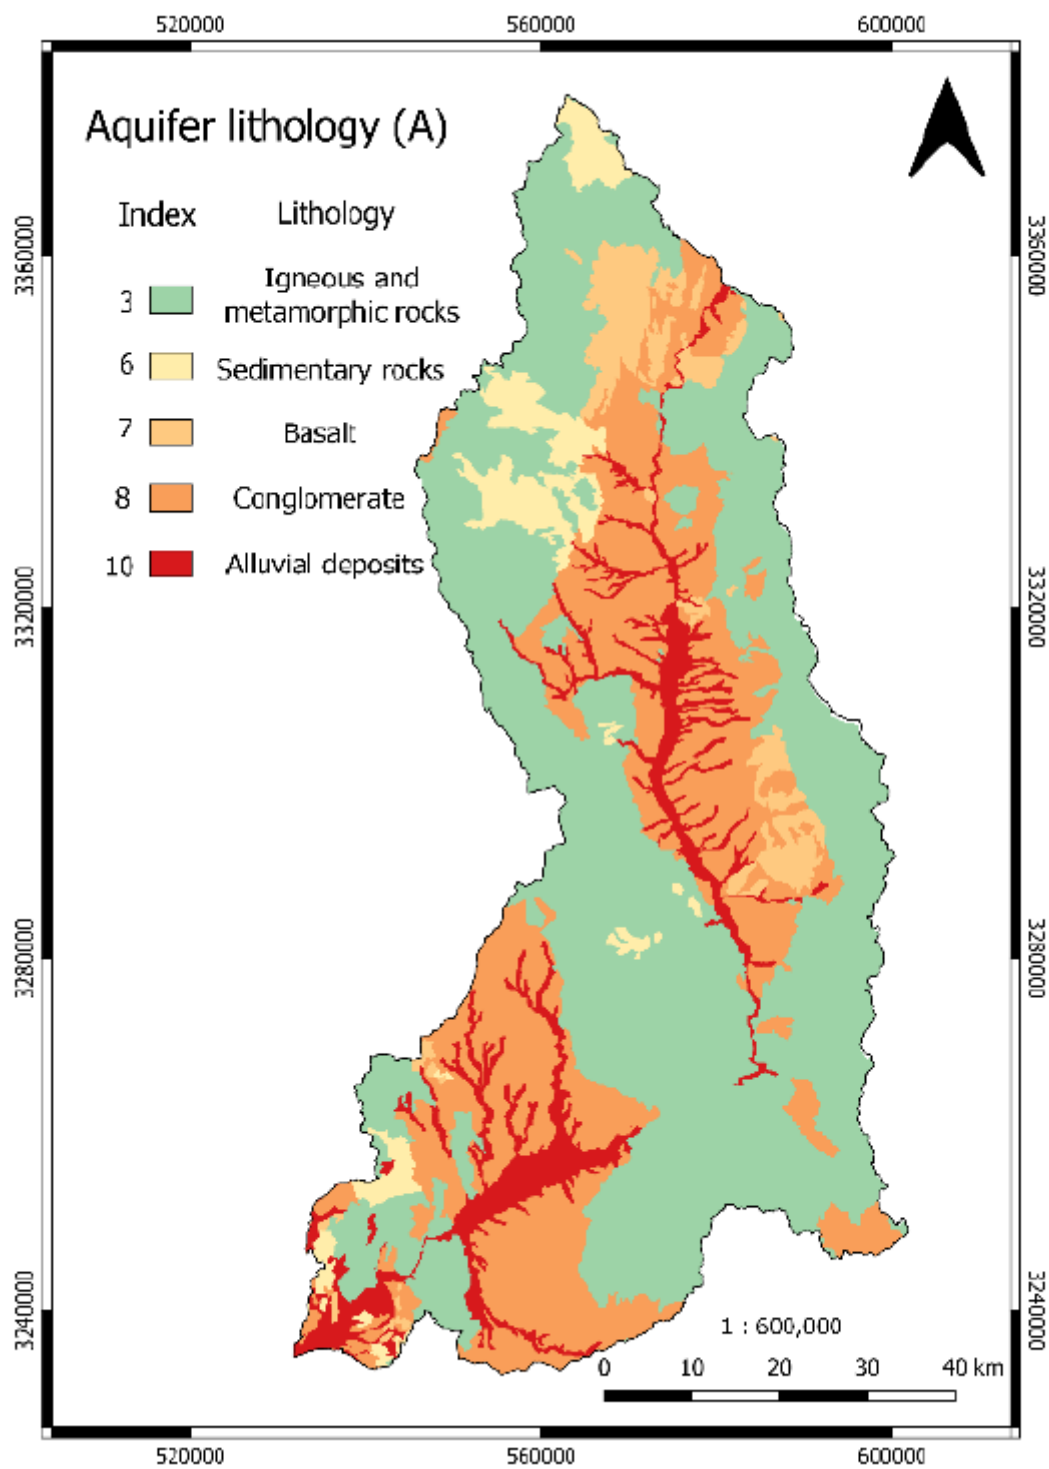 520000 560000 600000
Aquifer lithology (A)
Index Lithology
3 Igneous and
metamorphic rocks
6 Sedimentary rocks
7 Basalt
8 Conglomerate
10 Alluvial deposits
3360000 3360000
3320000 3320000
3280000 3280000
3240000 3240000
1 : 600,000
0 10 20 30 40 km
520000 560000 600000